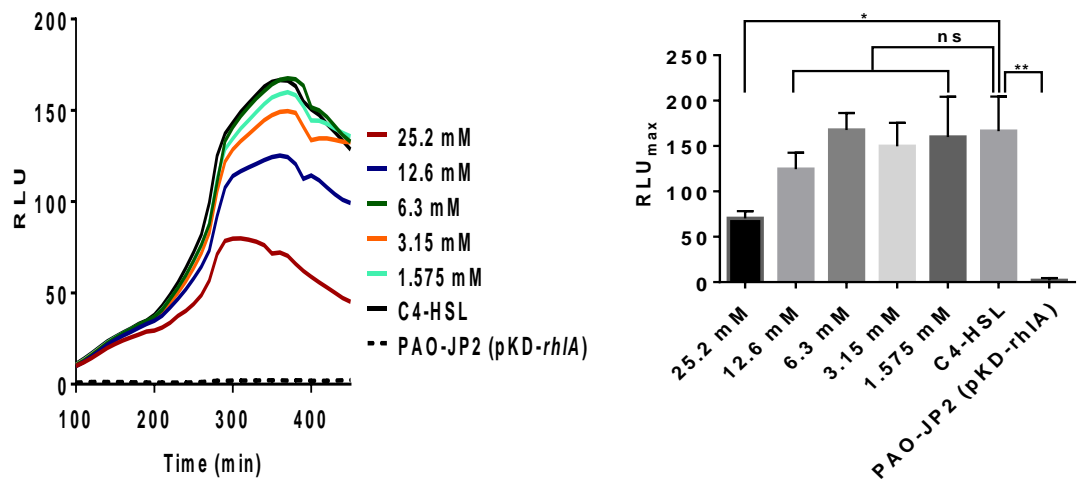 200
150
100
50
0
RLU
100
200
300
400
Time (min)
25.2 mM
12.6 mM
6.3 mM
3.15 mM
1.575 mM
C4-HSL
PAO-JP2 (pKD-rhlA)
*
ns
**
250
200
150
100
50
0
RLUmax
25.2 mM
12.6 mM
6.3 mM
3.15 mM
1.575 mM
C4-HSL
PAO-JP2 (pKD-rhlA)